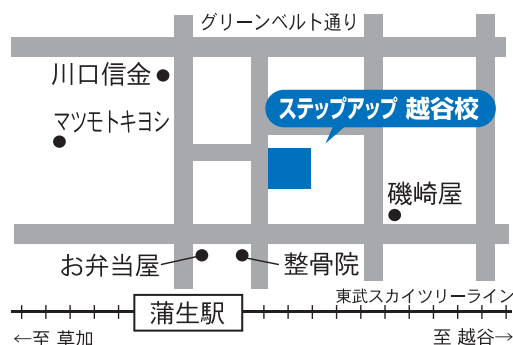 グリーンベルト通り
川口信金
ステップアップ 越谷校
マツモトキヨシ
磯崎屋
お弁当屋
整骨院
東武スカイツリーライン
蒲生駅
←至 草加
至 越谷→